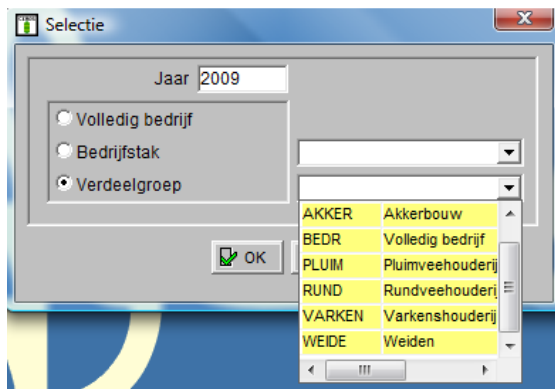 Selectie
Jaar 2009
Volledig bedrijf
Bedrijfstak
Verdeelgroep
AKKER Akkerbouw
BEDR Volledig bedrijf
PLUIM Pluimveehouderij
RUND Rundveehouderij
VARKEN Varkenshouderij
WEIDE Weiden
OK